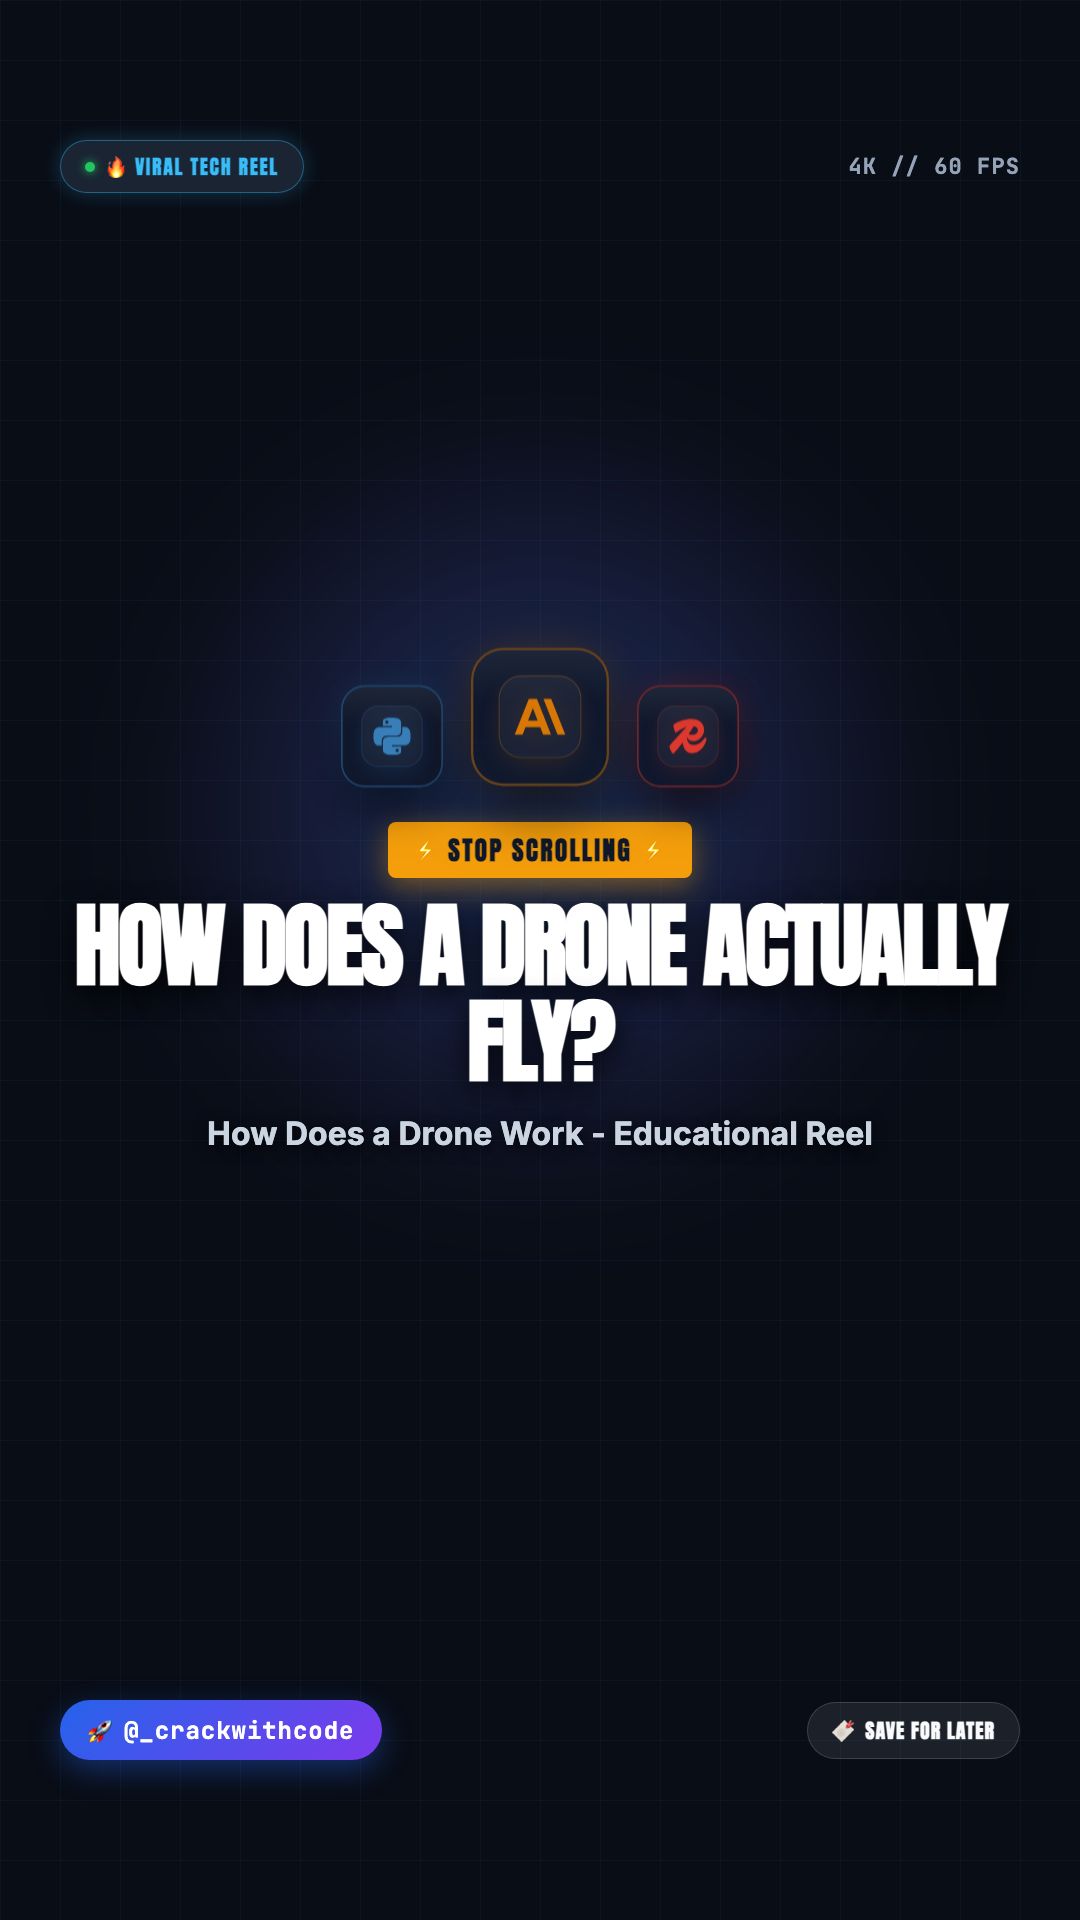 🔥 VIRAL TECH REEL
4K // 60 FPS
⚡ STOP SCROLLING ⚡
HOW DOES A DRONE ACTUALLY
FLY?
How Does a Drone Work - Educational Reel
🚀 @_crackwithcode
SAVE FOR LATER